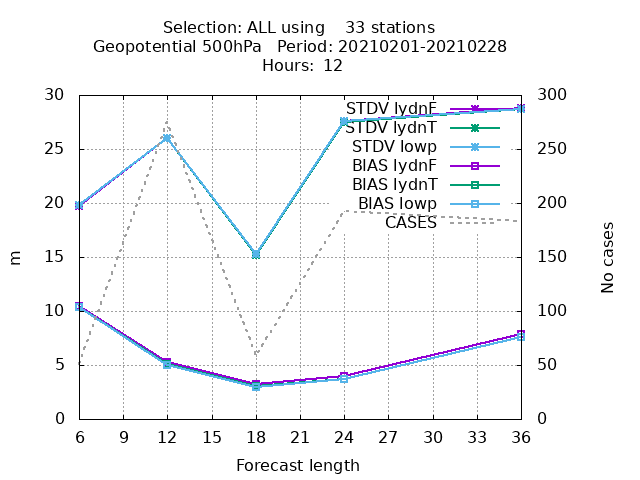 Selection: ALL using    33 stations
Geopotential 500hPa   Period: 20210201-20210228
Hours: 12
30
25
20
15
10
5
0
m
300
250
200
150
100
50
0
No cases
STDV lydnF
STDV lydnT
STDV lowp
BIAS lydnF
BIAS lydnT
BIAS lowp
CASES
6 9 12 15 18 21 24 27 30 33 36
Forecast length